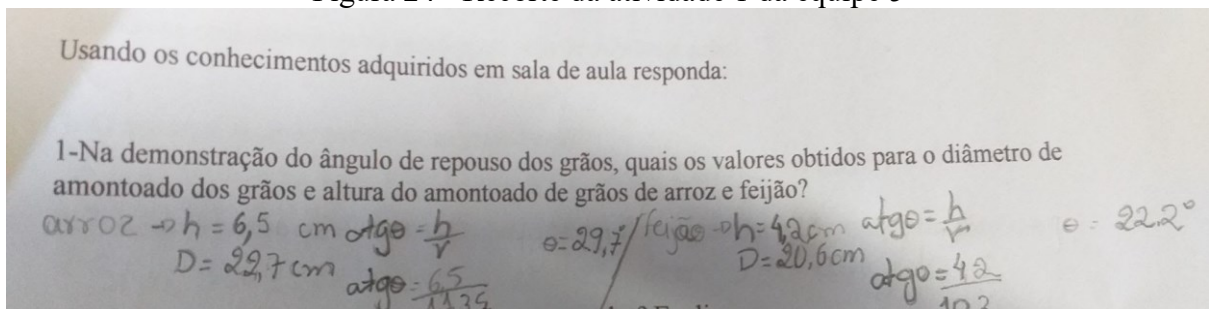 Usando os conhecimentos adquiridos em sala de aula responda:
1-Na demonstração do ângulo de repouso dos grãos, quais os valores obtidos para o diâmetro de
amontoado dos grãos e altura do amontoado de grãos de arroz e feijão?
arroz → h = 6,5 cm atgθ = h/r θ = 29,7 / feijão → h = 4,2 cm atgθ = h/r θ = 22.2°
D = 22,7 cm atgθ = 6,5/11,35 D = 20,6 cm atgθ = 4,2